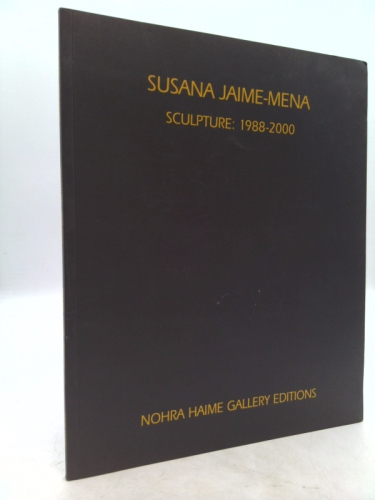 SUSANA JAIME-MENA
SCULPTURE: 1988-2000
NOHRA HAIME GALLERY EDITIONS